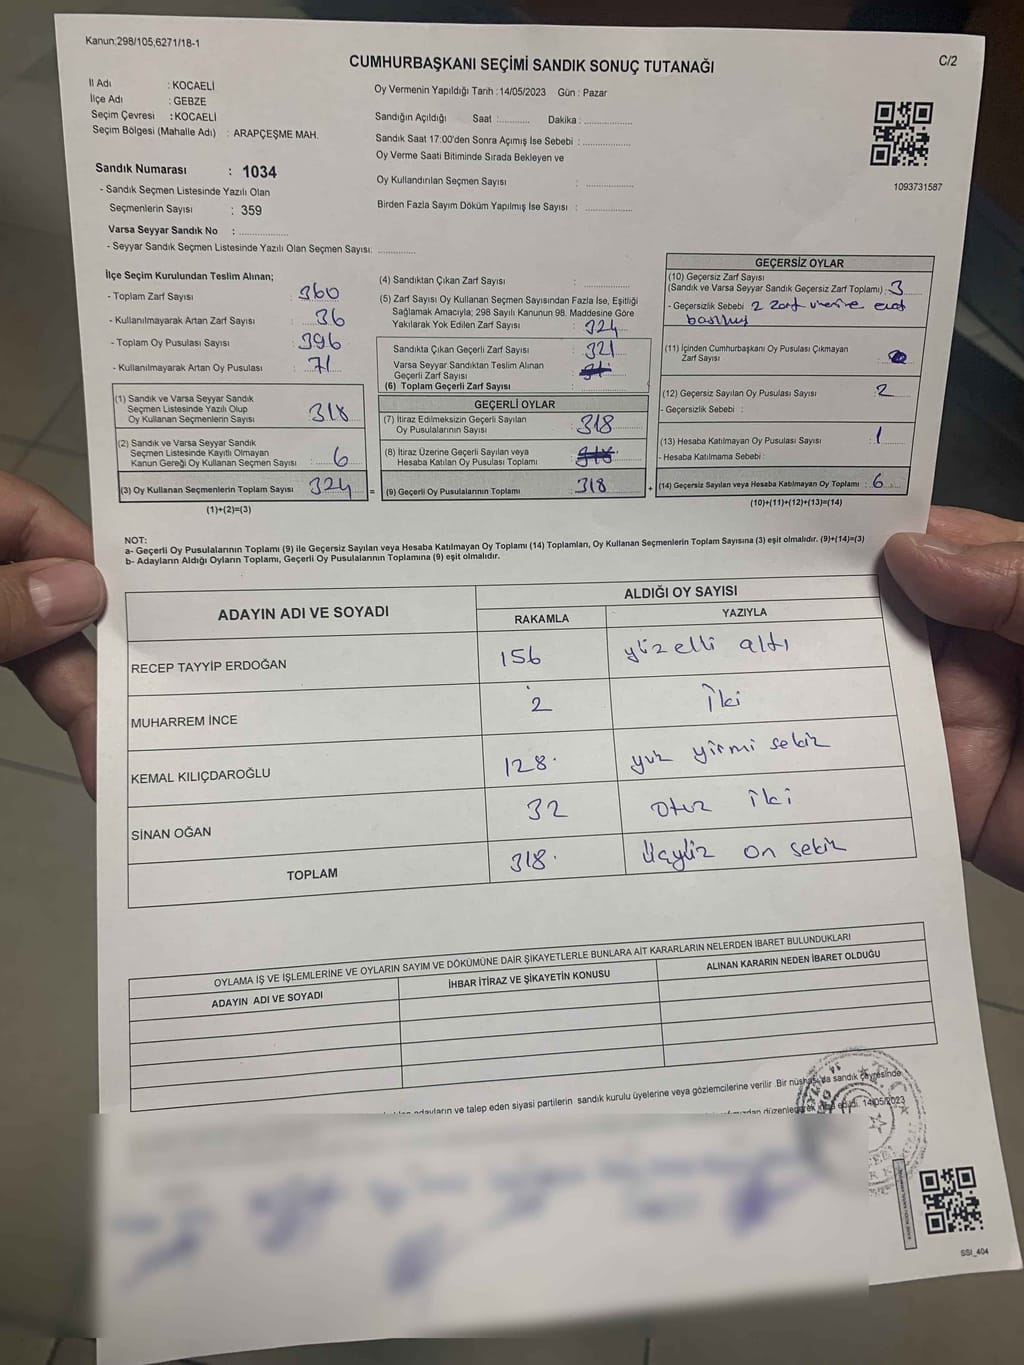 Kanun;298/105,6271/18-1
C/2
CUMHURBAŞKANI SEÇİMİ SANDIK SONUÇ TUTANAĞI
İl Adı : KOCAELİ
İlçe Adı : GEBZE
Seçim Çevresi : KOCAELİ
Seçim Bölgesi (Mahalle Adı) : ARAPÇEŞME MAH.
Sandık Numarası : 1034
- Sandık Seçmen Listesinde Yazılı Olan
Seçmenlerin Sayısı : 359
Varsa Seyyar Sandık No : ..............
- Seyyar Sandık Seçmen Listesinde Yazılı Olan Seçmen Sayısı: ............
Oy Vermenin Yapıldığı Tarih :14/05/2023 Gün : Pazar
Sandığın Açıldığı Saat :.......... Dakika : ................
Sandık Saat 17:00'den Sonra Açımış İse Sebebi : ................
Oy Verme Saati Bitiminde Sırada Bekleyen ve
Oy Kullandırılan Seçmen Sayısı : ................
Birden Fazla Sayım Döküm Yapılmış İse Sayısı : ................
1093731587
İlçe Seçim Kurulundan Teslim Alınan;
- Toplam Zarf Sayısı : 360
- Kullanılmayarak Artan Zarf Sayısı : 36
- Toplam Oy Pusulası Sayısı : 396
- Kullanılmayarak Artan Oy Pusulası : 71
(1) Sandık ve Varsa Seyyar Sandık
Seçmen Listesinde Yazılı Olup
Oy Kullanan Seçmenlerin Sayısı : 318
(2) Sandık ve Varsa Seyyar Sandık
Seçmen Listesinde Kayıtlı Olmayan
Kanun Gereği Oy Kullanan Seçmen Sayısı : 6
(3) Oy Kullanan Seçmenlerin Toplam Sayısı : 324 =
(1)+(2)=(3)
(4) Sandıktan Çıkan Zarf Sayısı : ................
(5) Zarf Sayısı Oy Kullanan Seçmen Sayısından Fazla İse, Eşitliği
Sağlamak Amacıyla; 298 Sayılı Kanunun 98. Maddesine Göre
Yakılarak Yok Edilen Zarf Sayısı : 324
Sandıkta Çıkan Geçerli Zarf Sayısı : 321
Varsa Seyyar Sandıktan Teslim Alınan
Geçerli Zarf Sayısı
(6) Toplam Geçerli Zarf Sayısı :
GEÇERLİ OYLAR
(7) İtiraz Edilmeksizin Geçerli Sayılan
Oy Pusulalarının Sayısı : 318
(8) İtiraz Üzerine Geçerli Sayılan veya
Hesaba Katılan Oy Pusulası Toplamı : 318
(9) Geçerli Oy Pusulalarının Toplamı : 318 +
GEÇERSİZ OYLAR
(10) Geçersiz Zarf Sayısı
(Sandık ve Varsa Seyyar Sandık Geçersiz Zarf Toplamı) : 3
- Geçersizlik Sebebi 2 zarf üzerine evet
basılmış
(11) İçinden Cumhurbaşkanı Oy Pusulası Çıkmayan
Zarf Sayısı
(12) Geçersiz Sayılan Oy Pusulası Sayısı : 2
- Geçersizlik Sebebi :
(13) Hesaba Katılmayan Oy Pusulası Sayısı : 1
- Hesaba Katılmama Sebebi :
(14) Geçersiz Sayılan veya Hesaba Katılmayan Oy Toplamı : 6
(10)+(11)+(12)+(13)=(14)
NOT:
a- Geçerli Oy Pusulalarının Toplamı (9) ile Geçersiz Sayılan veya Hesaba Katılmayan Oy Toplamı (14) Toplamları, Oy Kullanan Seçmenlerin Toplam Sayısına (3) eşit olmalıdır. (9)+(14)=(3)
b- Adayların Aldığı Oyların Toplamı, Geçerli Oy Pusulalarının Toplamına (9) eşit olmalıdır.
ADAYIN ADI VE SOYADI ALDIĞI OY SAYISI
RAKAMLA YAZIYLA
RECEP TAYYİP ERDOĞAN 156 yüzelli altı
MUHARREM İNCE 2 İki
KEMAL KILIÇDAROĞLU 128 yüz yirmi sekiz
SİNAN OĞAN 32 otuz iki
TOPLAM 318 Üçyüz on sekiz
OYLAMA İŞ VE İŞLEMLERİNE VE OYLARIN SAYIM VE DÖKÜMÜNE DAİR ŞİKAYETLERLE BUNLARA AİT KARARLARIN NELERDEN İBARET BULUNDUKLARI
ADAYIN ADI VE SOYADI İHBAR İTİRAZ VE ŞİKAYETİN KONUSU ALINAN KARARIN NEDEN İBARET OLDUĞU
adayların ve talep eden siyasi partilerin sandık kurulu üyelerine veya gözlemcilerine verilir. Bir nüshası da sandık çevresinde
düzenlenerek imza edildi. 14/05/2023
SSI_404